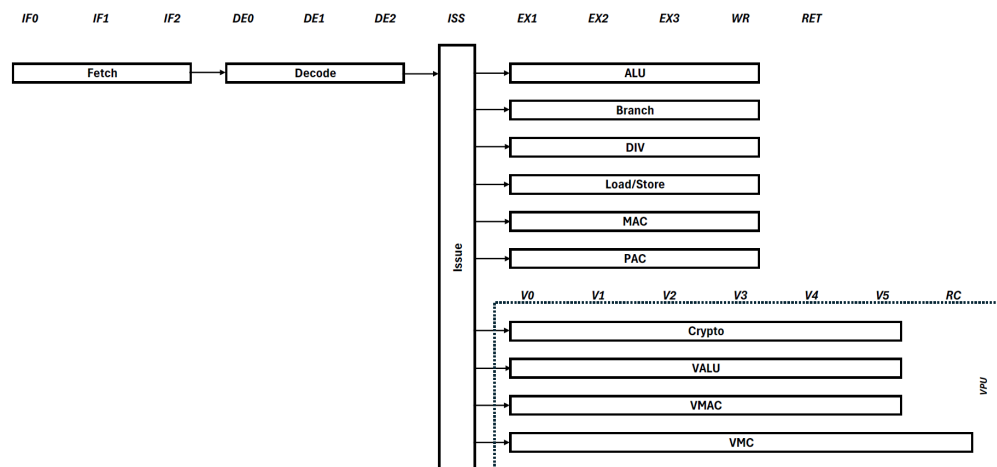 IF0 IF1 IF2 DE0 DE1 DE2 ISS EX1 EX2 EX3 WR RET
Fetch Decode ALU
Branch
DIV
Load/Store
MAC
Issue
PAC
V0 V1 V2 V3 V4 V5 RC
Crypto
VALU
VPU
VMAC
VMC